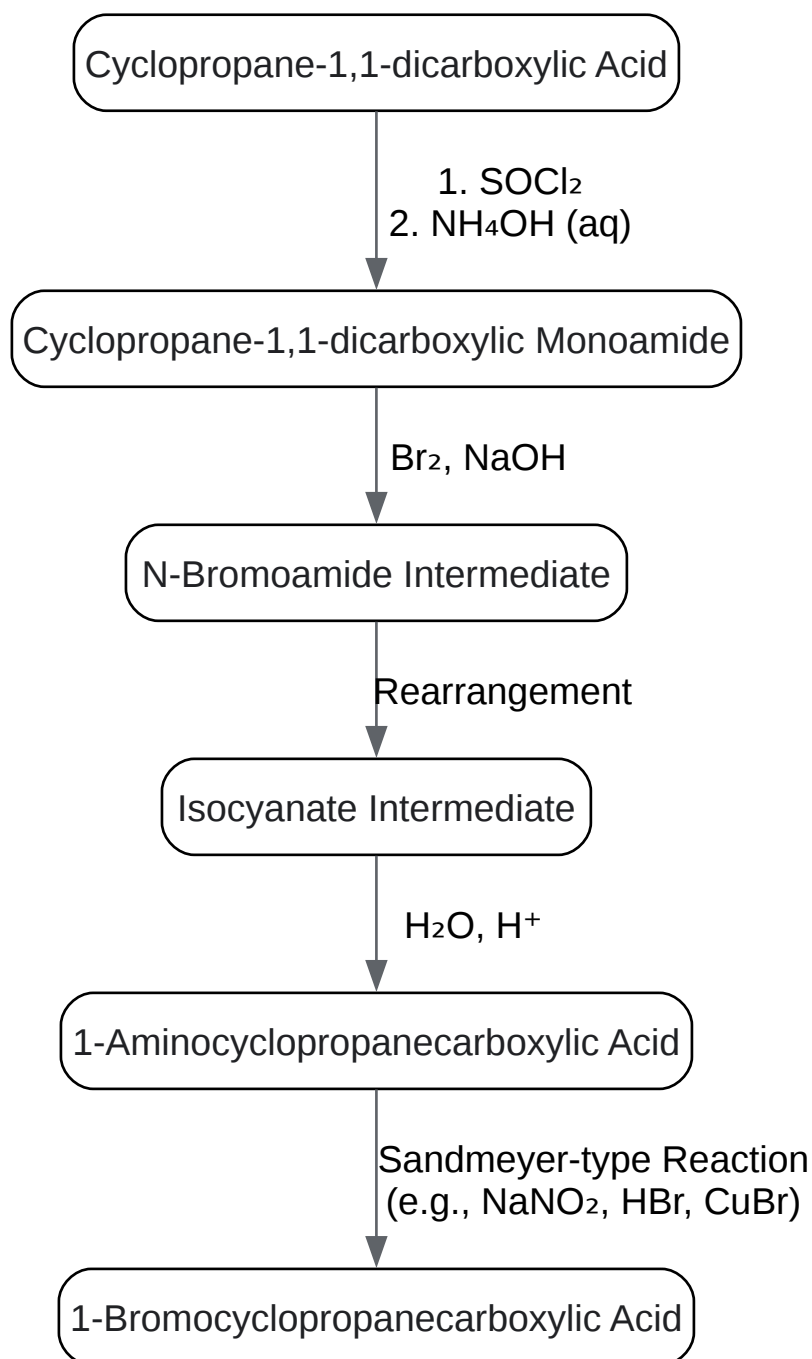 Cyclopropane-1,1-dicarboxylic Acid
1. SOCl₂
2. NH₄OH (aq)
Cyclopropane-1,1-dicarboxylic Monoamide
Br₂, NaOH
N-Bromoamide Intermediate
Rearrangement
Isocyanate Intermediate
H₂O, H⁺
1-Aminocyclopropanecarboxylic Acid
Sandmeyer-type Reaction
(e.g., NaNO₂, HBr, CuBr)
1-Bromocyclopropanecarboxylic Acid